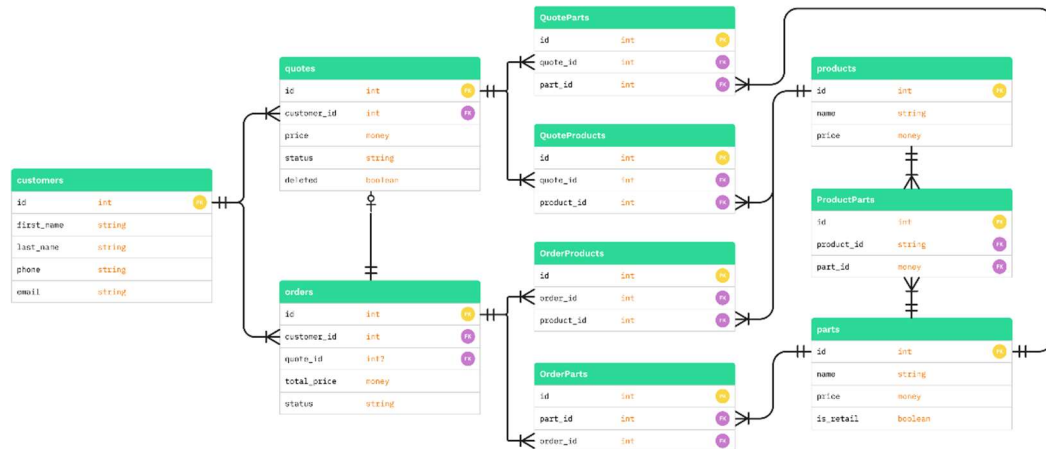 customers
id int PK
first_name string
last_name string
phone string
email string
quotes
id int PK
customer_id int FK
price money
status string
deleted boolean
orders
id int PK
customer_id int FK
quote_id int? FK
total_price money
status string
QuoteParts
id int PK
quote_id int FK
part_id int FK
QuoteProducts
id int PK
quote_id int FK
product_id int FK
OrderProducts
id int PK
order_id int FK
product_id int FK
OrderParts
id int PK
part_id int FK
order_id int FK
products
id int PK
name string
price money
ProductParts
id int PK
product_id string FK
part_id money FK
parts
id int PK
name string
price money
is_retail boolean